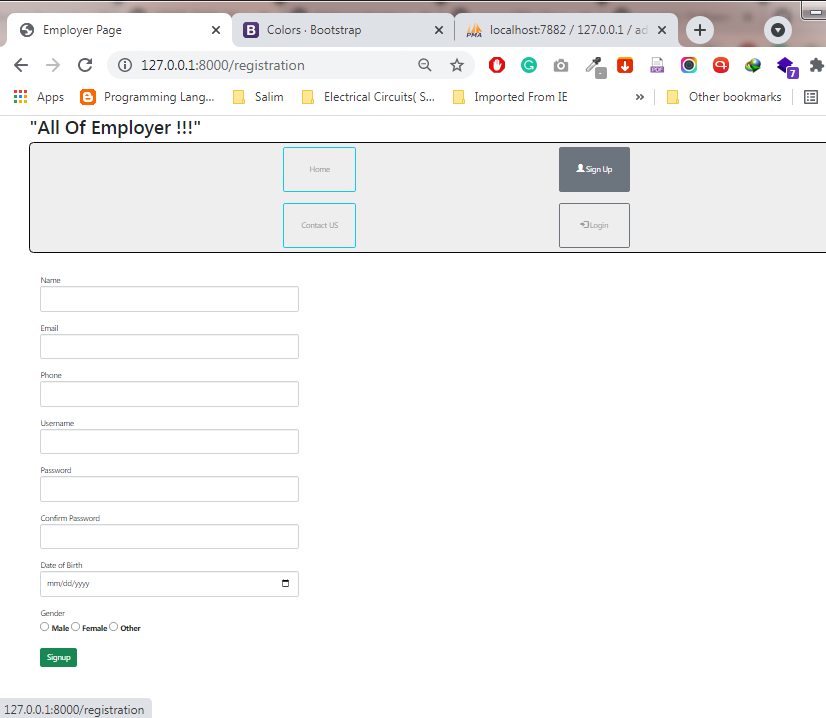 Employer Page
B Colors · Bootstrap
PMA localhost:7882 / 127.0.0.1 / ad
127.0.0.1:8000/registration
PDF
7
Apps Programming Lang... Salim Electrical Circuits( S... Imported From IE » Other bookmarks
"All Of Employer !!!"
Home
Sign Up
Contact US
Login
Name
Email
Phone
Username
Password
Confirm Password
Date of Birth
mm/dd/yyyy
Gender
Male Female Other
Signup
127.0.0.1:8000/registration